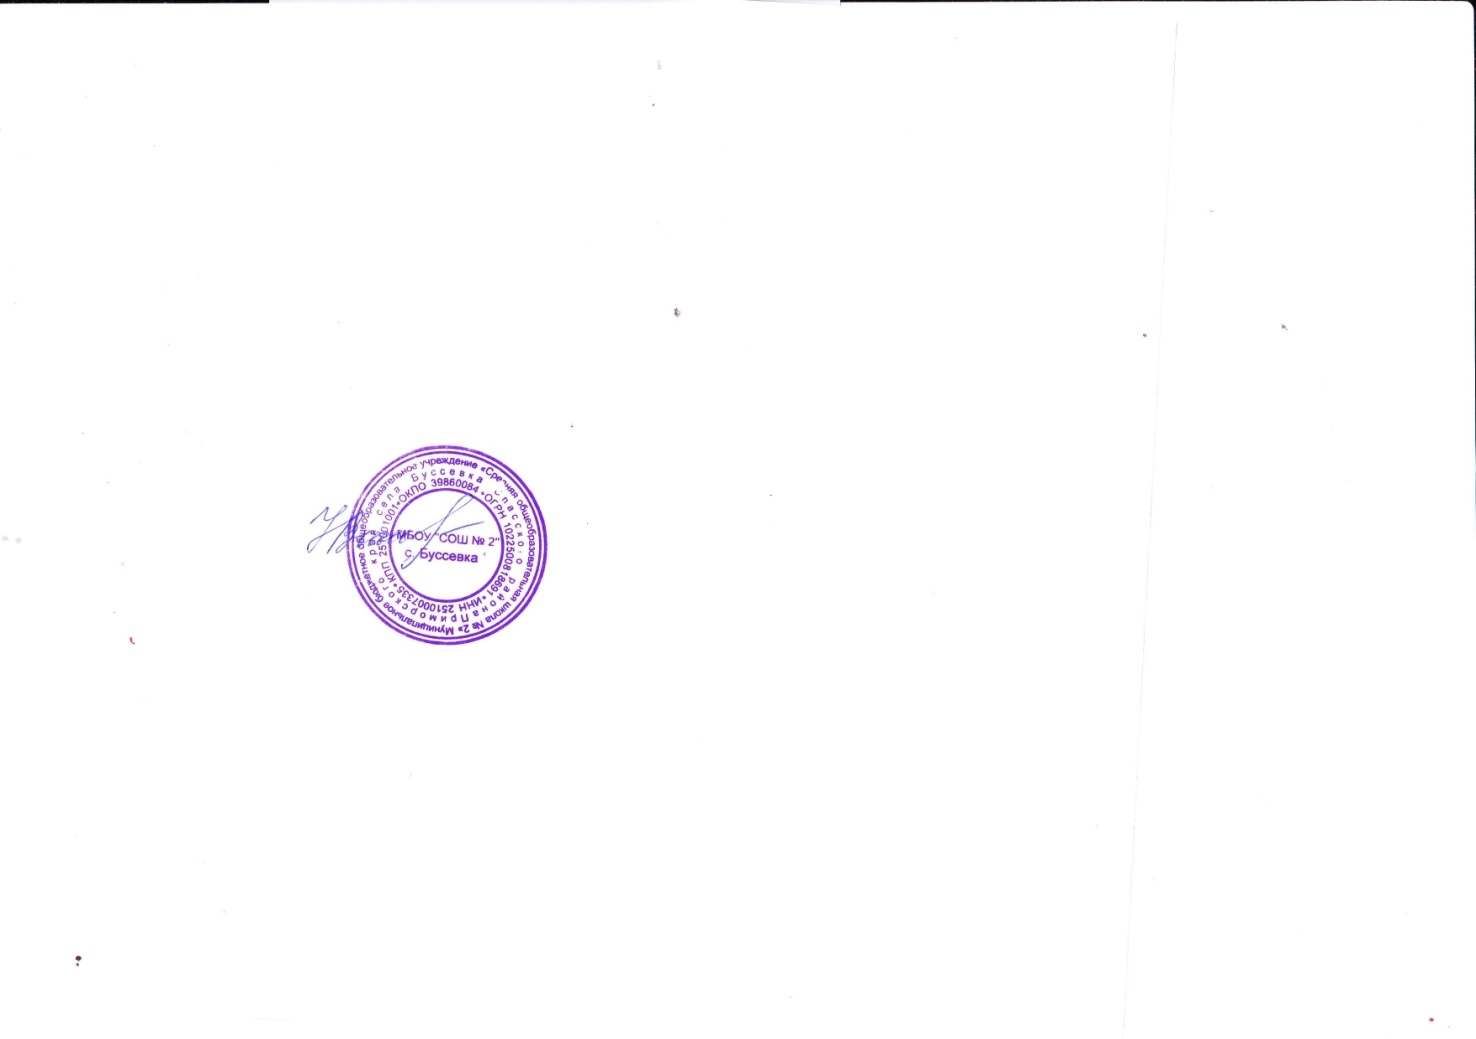 Муниципальное бюджетное общеобразовательное учреждение «Средняя общеобразовательная школа № 2»
села Буссевка Спасского района Приморского края
ОКПО 39860084 * ОГРН 1022500818691 * ИНН 2510007335 * КПП 251001001 *
МБОУ "СОШ № 2"
с. Буссевка